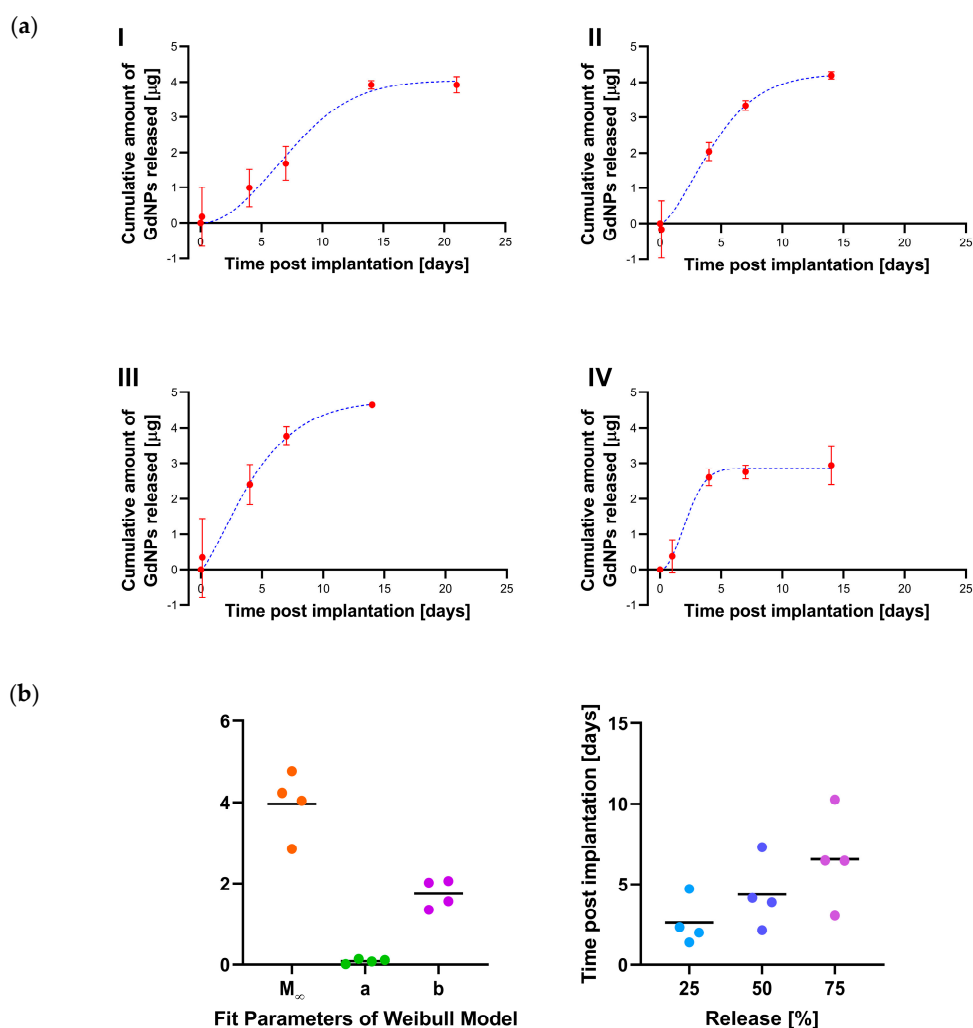 (a)
I
Cumulative amount of
GdNPs released [µg]
5
4
3
2
1
0
-1
0 5 10 15 20 25
Time post implantation [days]
II
Cumulative amount of
GdNPs released [µg]
5
4
3
2
1
0
-1
0 5 10 15 20 25
Time post implantation [days]
III
Cumulative amount of
GdNPs released [µg]
5
4
3
2
1
0
-1
0 5 10 15 20 25
Time post implantation [days]
IV
Cumulative amount of
GdNPs released [µg]
5
4
3
2
1
0
-1
0 5 10 15 20 25
Time post implantation [days]
(b)
6
4
2
0
M∞ a b
Fit Parameters of Weibull Model
Time post implantation [days]
15
10
5
0
25 50 75
Release [%]